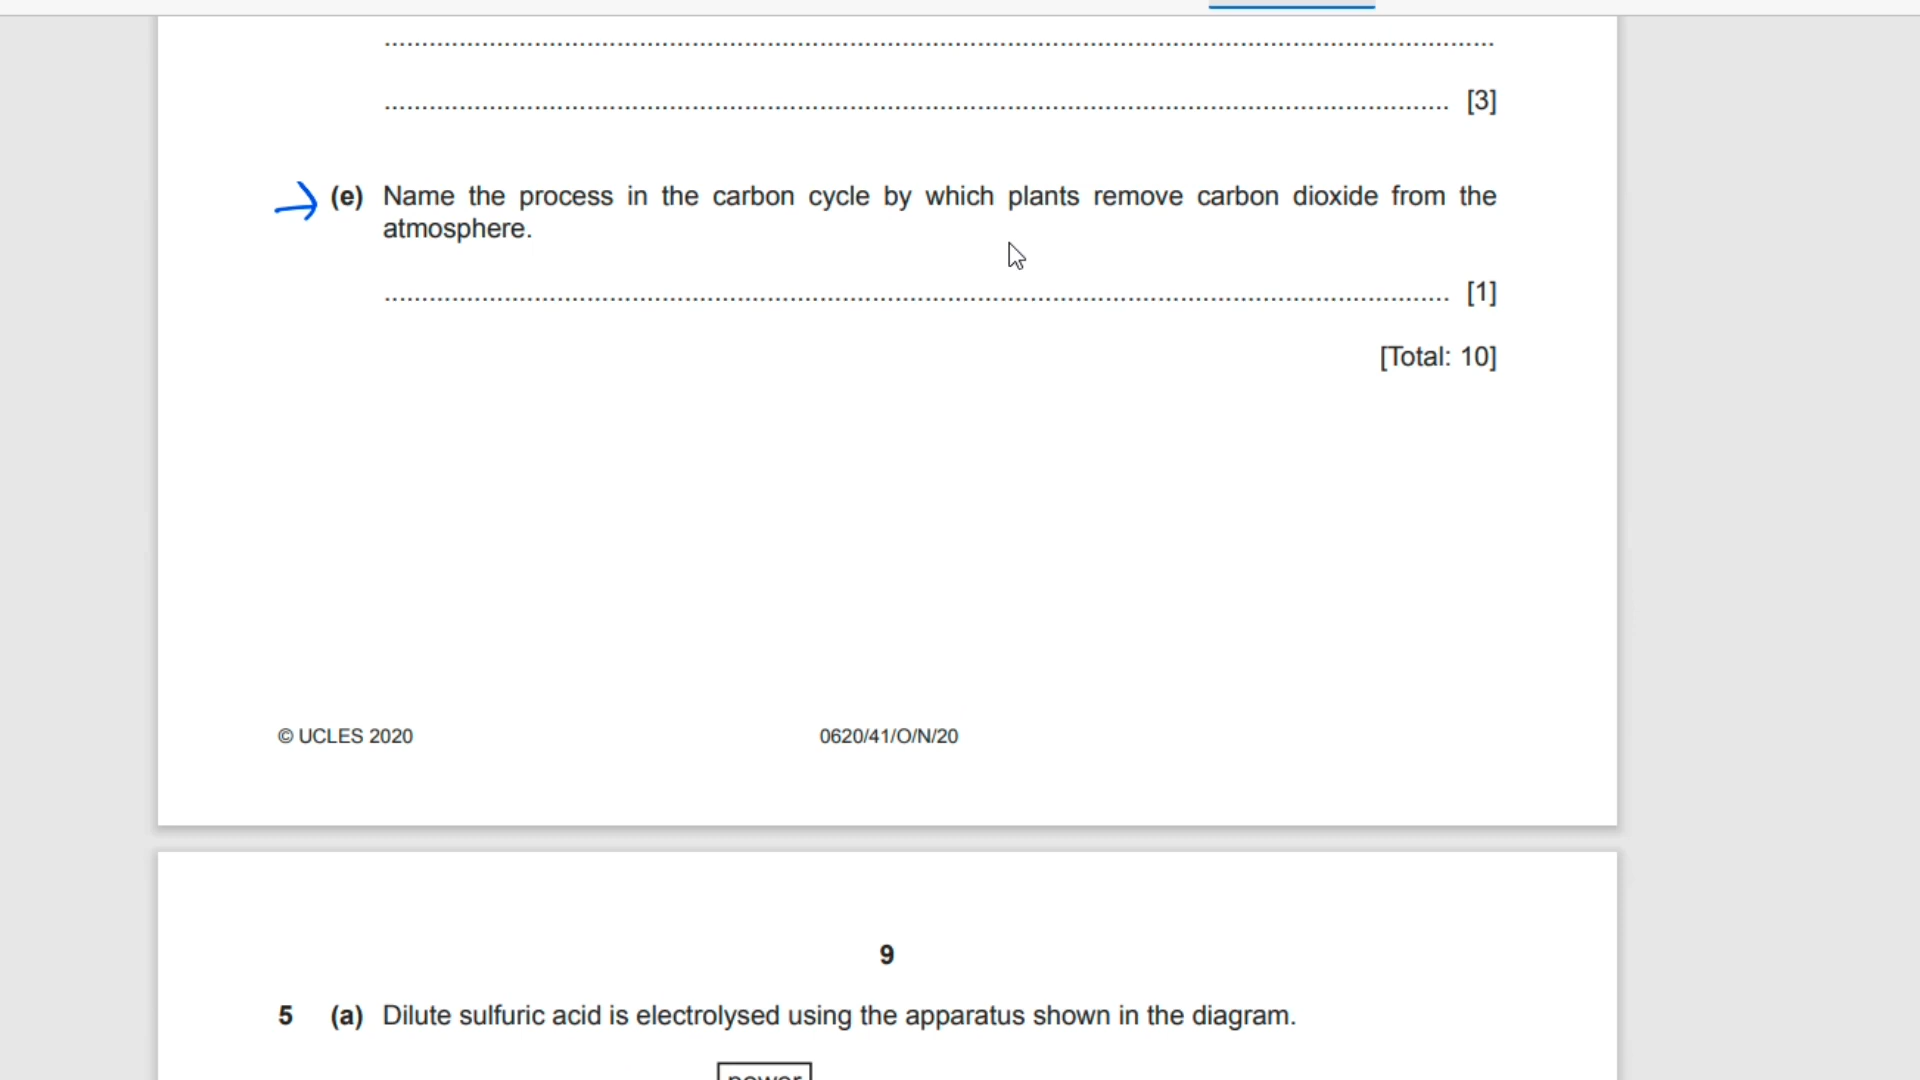 ........................................................................................................................................
.................................................................................................................................. [3]
(e) Name the process in the carbon cycle by which plants remove carbon dioxide from the
atmosphere.
.................................................................................................................................. [1]
[Total: 10]
© UCLES 2020 0620/41/O/N/20
9
5 (a) Dilute sulfuric acid is electrolysed using the apparatus shown in the diagram.
power